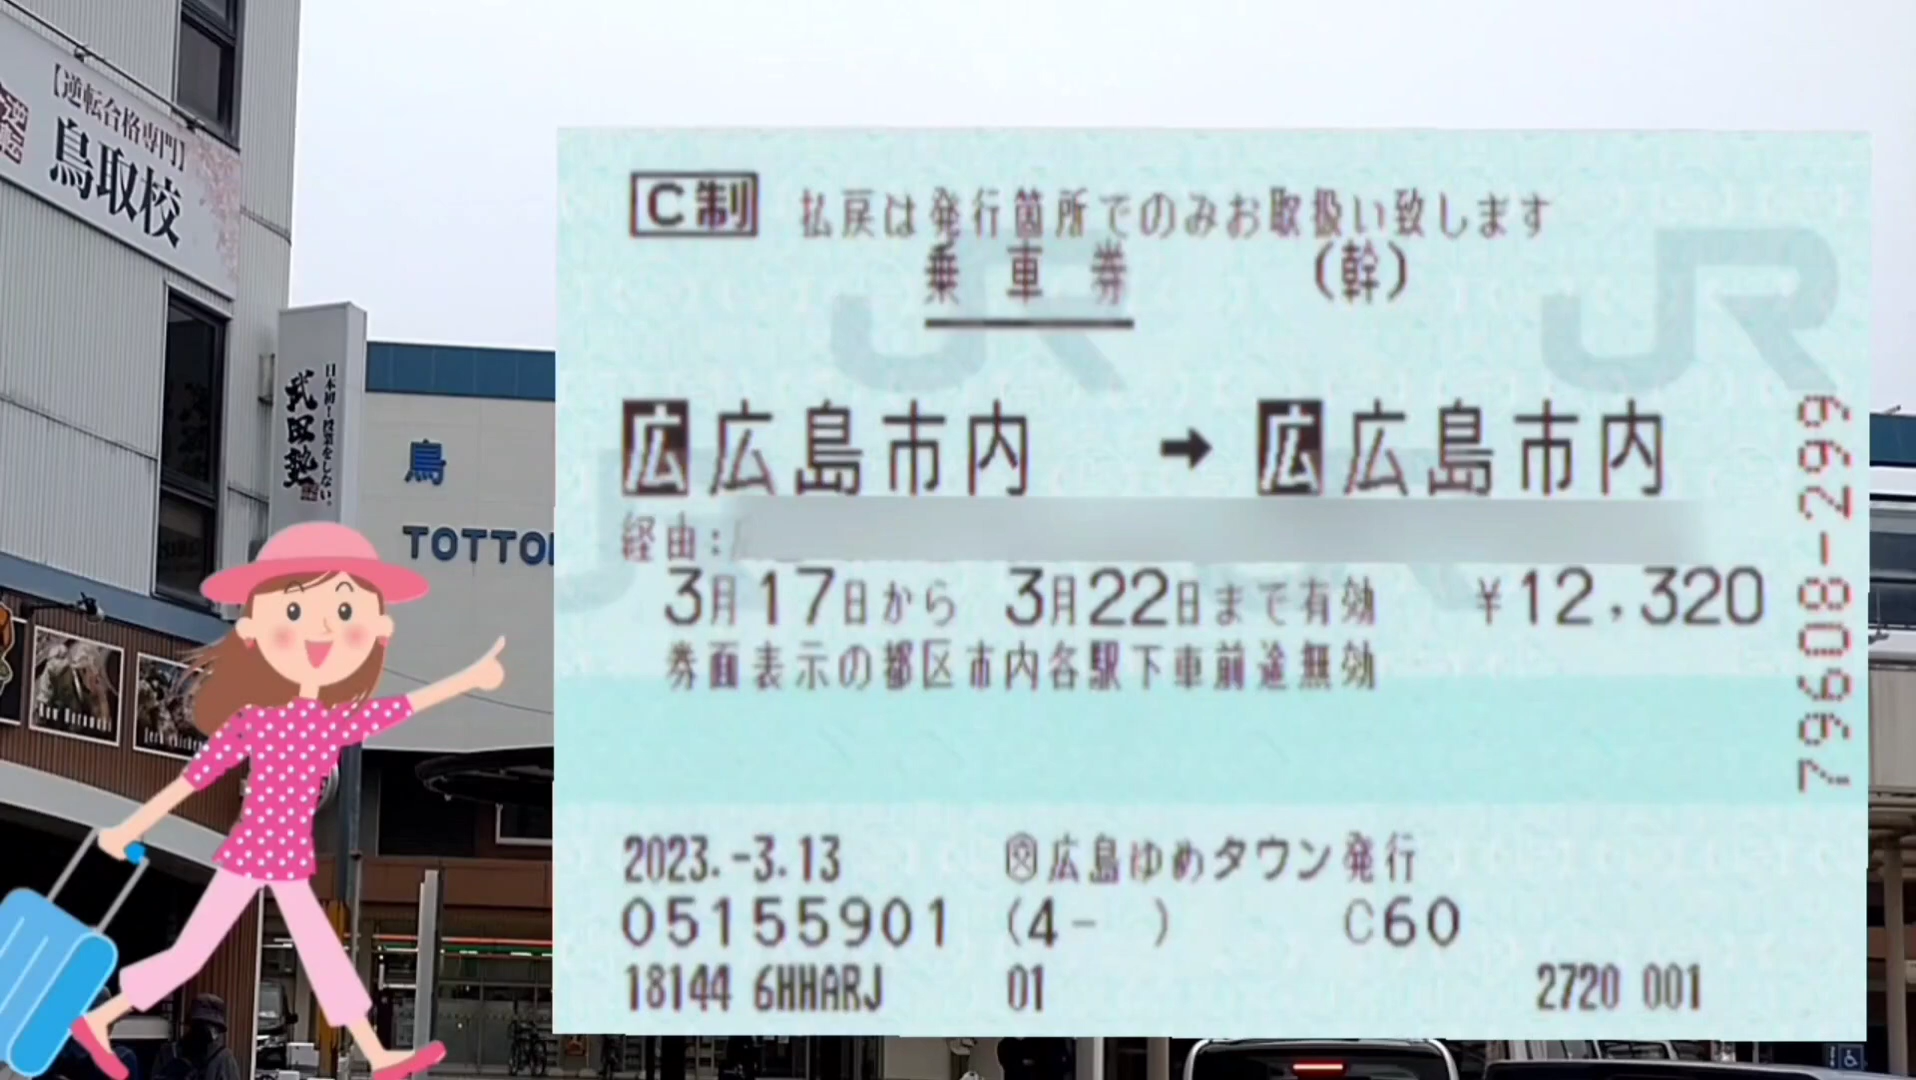 【逆転合格専門】
鳥取校
逆転
日本初!授業をしない。
武田塾
鳥
TOTTO
C制 払戻は発行箇所でのみお取扱い致します
乗車券 (幹)
広 広島市内 → 広 広島市内
経由:
3月17日から 3月22日まで有効 ¥12,320
券面表示の都区市内各駅下車前途無効
79608-299
2023.-3.13 ㊋広島ゆめタウン発行
05155901 (4- ) C60
18144 6HHARJ 01 2720 001
JR
JR